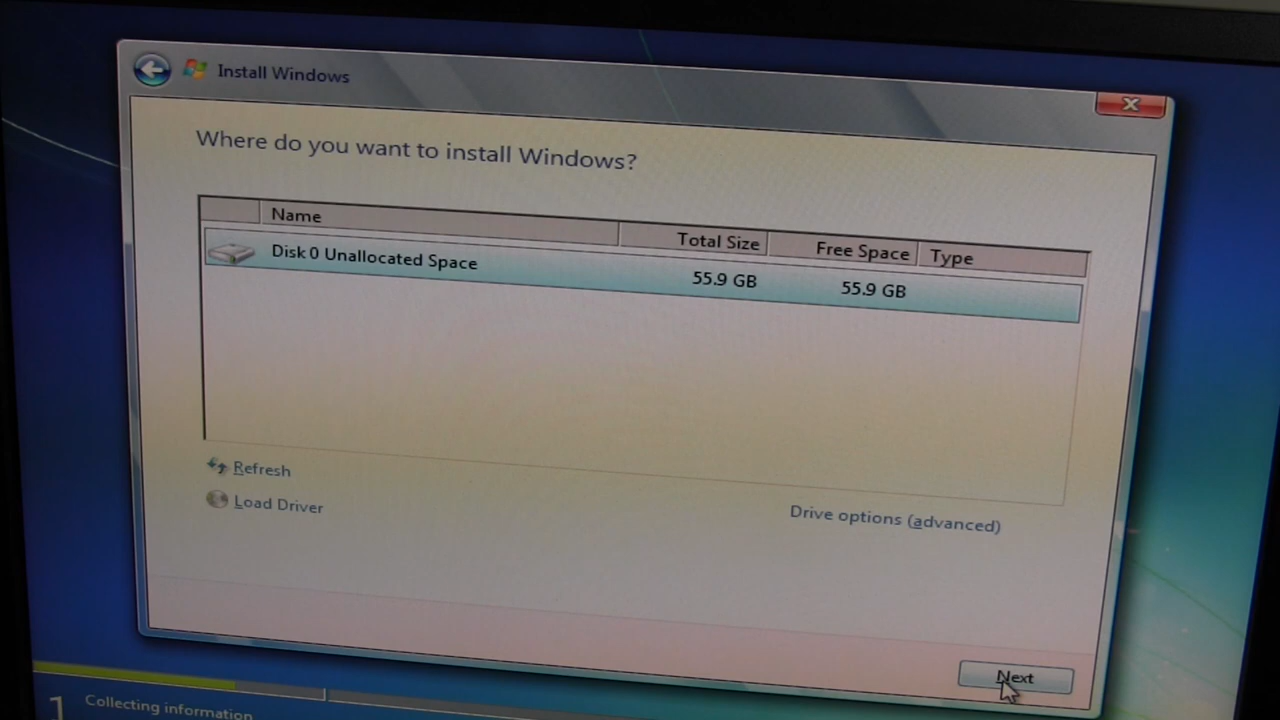 Install Windows
Where do you want to install Windows?
Name Total Size Free Space Type
Disk 0 Unallocated Space 55.9 GB 55.9 GB
Refresh
Load Driver
Drive options (advanced)
Next
1 Collecting information